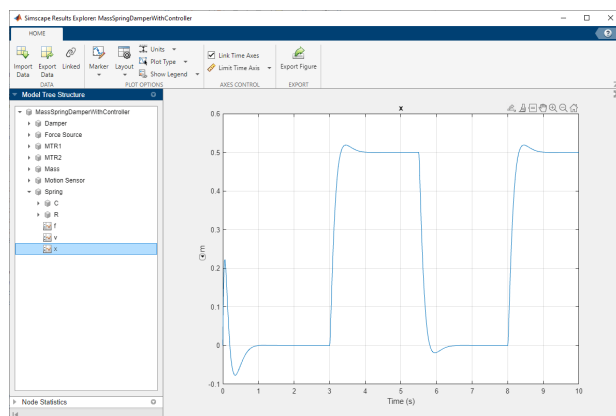 Simscape Results Explorer: MassSpringDamperWithController
HOME
Import Data
Export Data
Linked
Marker
Layout
Units
Plot Type
Show Legend
Link Time Axes
Limit Time Axis
Export Figure
DATA
PLOT OPTIONS
AXES CONTROL
EXPORT
Model Tree Structure
MassSpringDamperWithController
Damper
Force Source
MTR1
MTR2
Mass
Motion Sensor
Spring
C
R
f
v
x
Node Statistics
x
0.6
0.5
0.4
0.3
0.2
0.1
0
-0.1
m
0 1 2 3 4 5 6 7 8 9 10
Time (s)